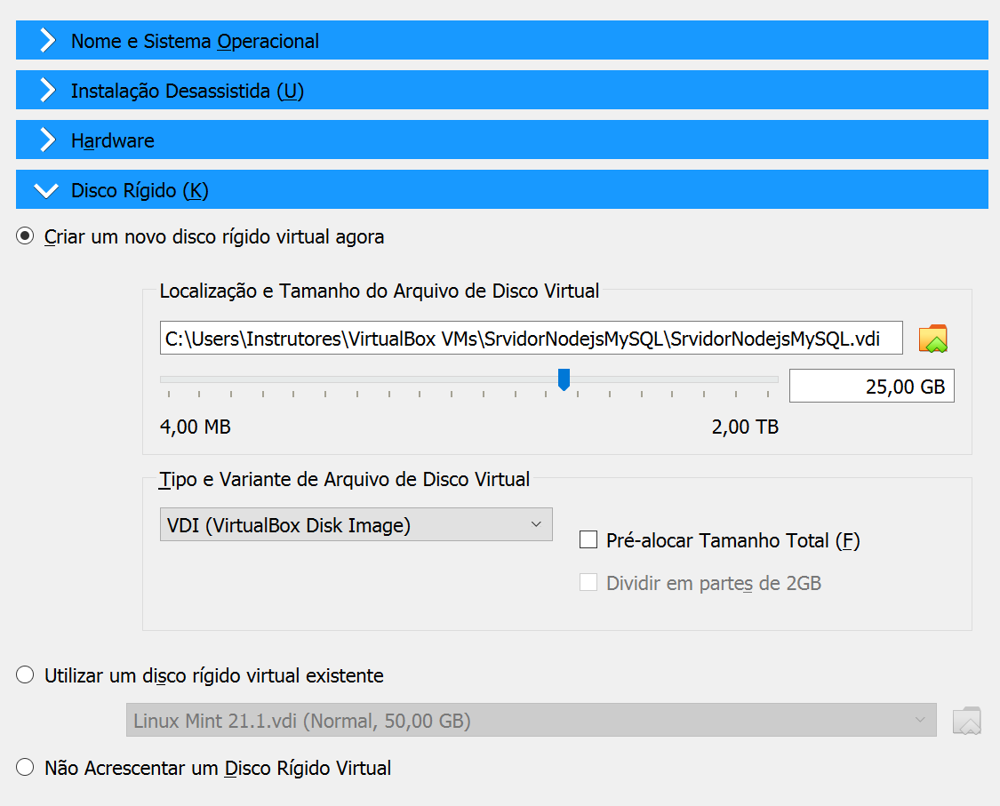 Nome e Sistema Operacional
Instalação Desassistida (U)
Hardware
Disco Rígido (K)
Criar um novo disco rígido virtual agora
Localização e Tamanho do Arquivo de Disco Virtual
C:\Users\Instrutores\VirtualBox VMs\SrvidorNodejsMySQL\SrvidorNodejsMySQL.vdi
25,00 GB
4,00 MB 2,00 TB
Tipo e Variante de Arquivo de Disco Virtual
VDI (VirtualBox Disk Image)
Pré-alocar Tamanho Total (F)
Dividir em partes de 2GB
Utilizar um disco rígido virtual existente
Linux Mint 21.1.vdi (Normal, 50,00 GB)
Não Acrescentar um Disco Rígido Virtual